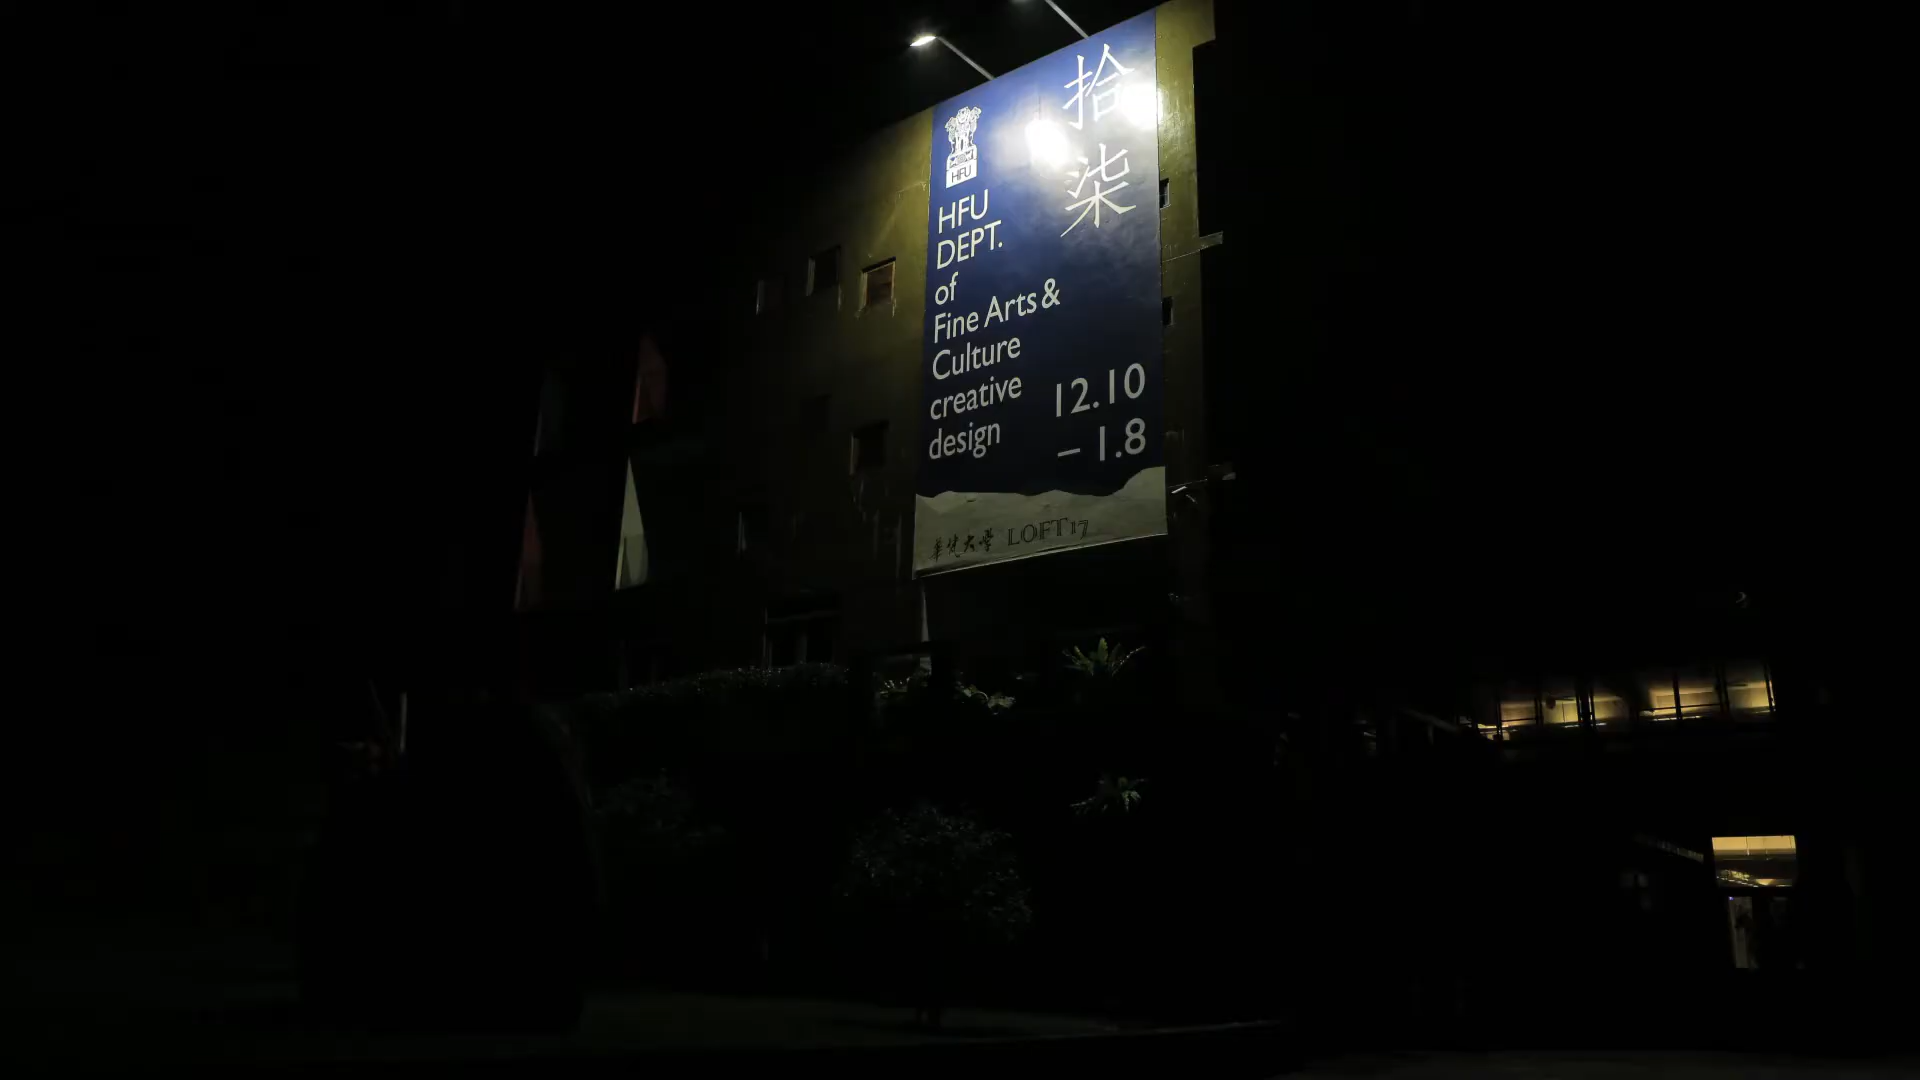 拾柒
HFU
HFU
DEPT.
of
Fine Arts &
Culture
creative
design
12.10
– 1.8
華梵大學 LOFT17